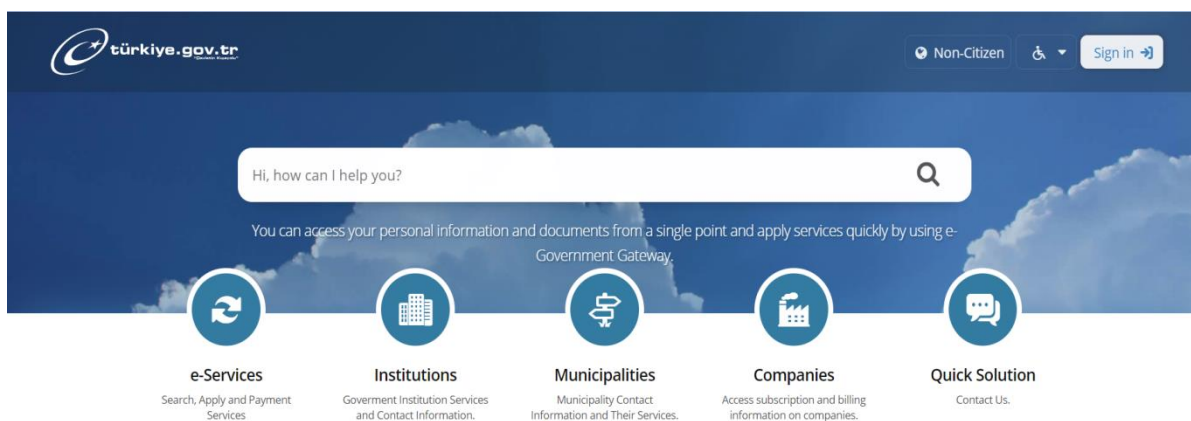 türkiye.gov.tr
Non-Citizen
Sign in
Hi, how can I help you?
You can access your personal information and documents from a single point and apply services quickly by using e-
Government Gateway.
e-Services
Search, Apply and Payment
Services
Institutions
Goverment Institution Services
and Contact Information.
Municipalities
Municipality Contact
Information and Their Services.
Companies
Access subscription and billing
information on companies.
Quick Solution
Contact Us.